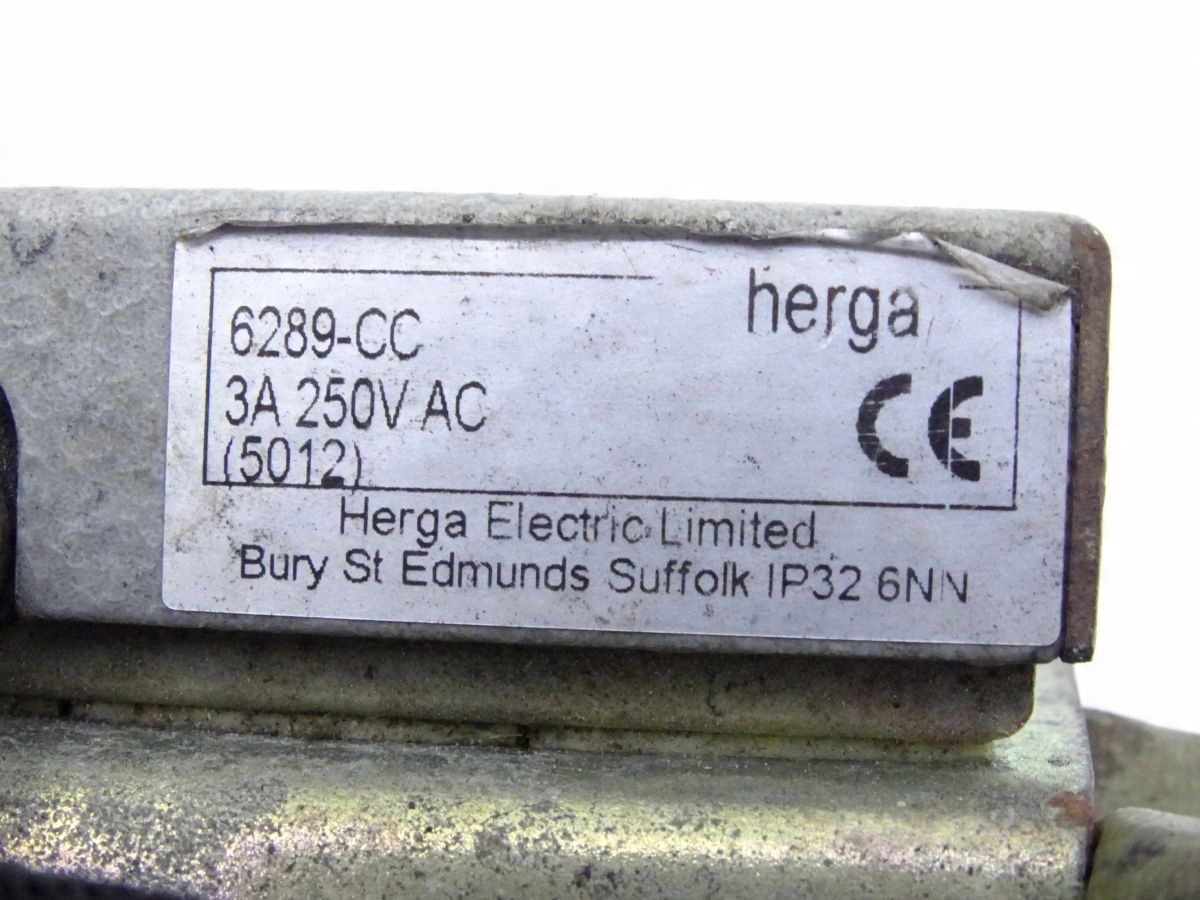 herga
6289-CC
3A 250V AC
(5012)
CE
Herga Electric Limited
Bury St Edmunds Suffolk IP32 6NN